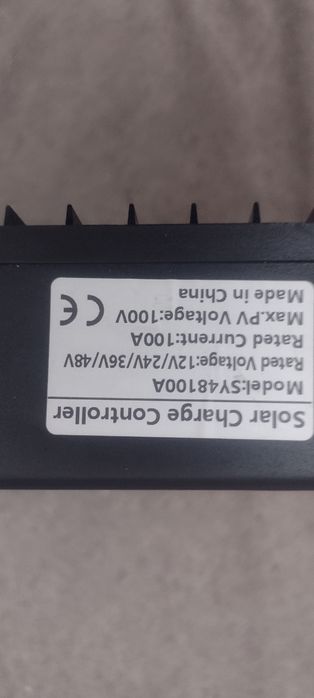 Solar Charge Controller
Model:SY48100A
Rated Voltage:12V/24V/36V/48V
Rated Current:100A
Max.PV Voltage:100V
Made in China
CE